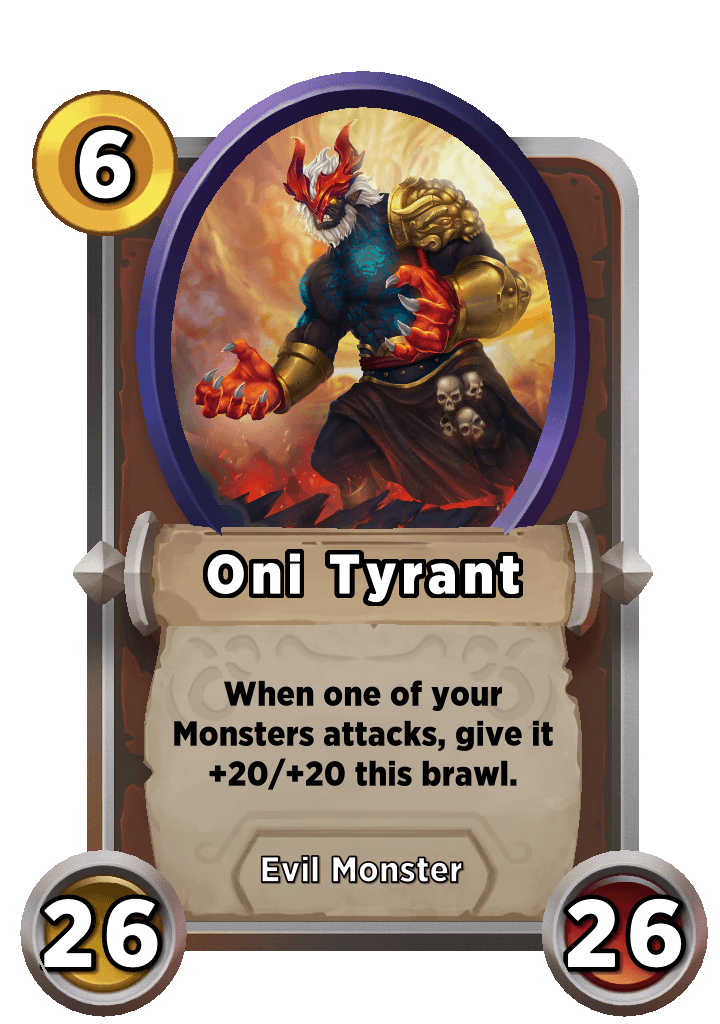 6
Oni Tyrant
When one of your
Monsters attacks, give it
+20/+20 this brawl.
Evil Monster
26
26